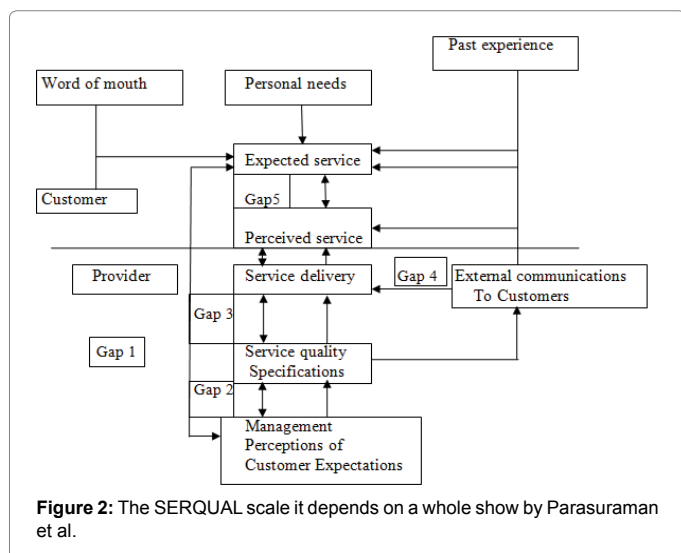 Past experience
Word of mouth
Personal needs
Expected service
Customer
Gap5
Perceived service
Provider
Service delivery
Gap 4
External communications
To Customers
Gap 3
Gap 1
Service quality
Specifications
Gap 2
Management
Perceptions of
Customer Expectations
Figure 2: The SERQUAL scale it depends on a whole show by Parasuraman
et al.